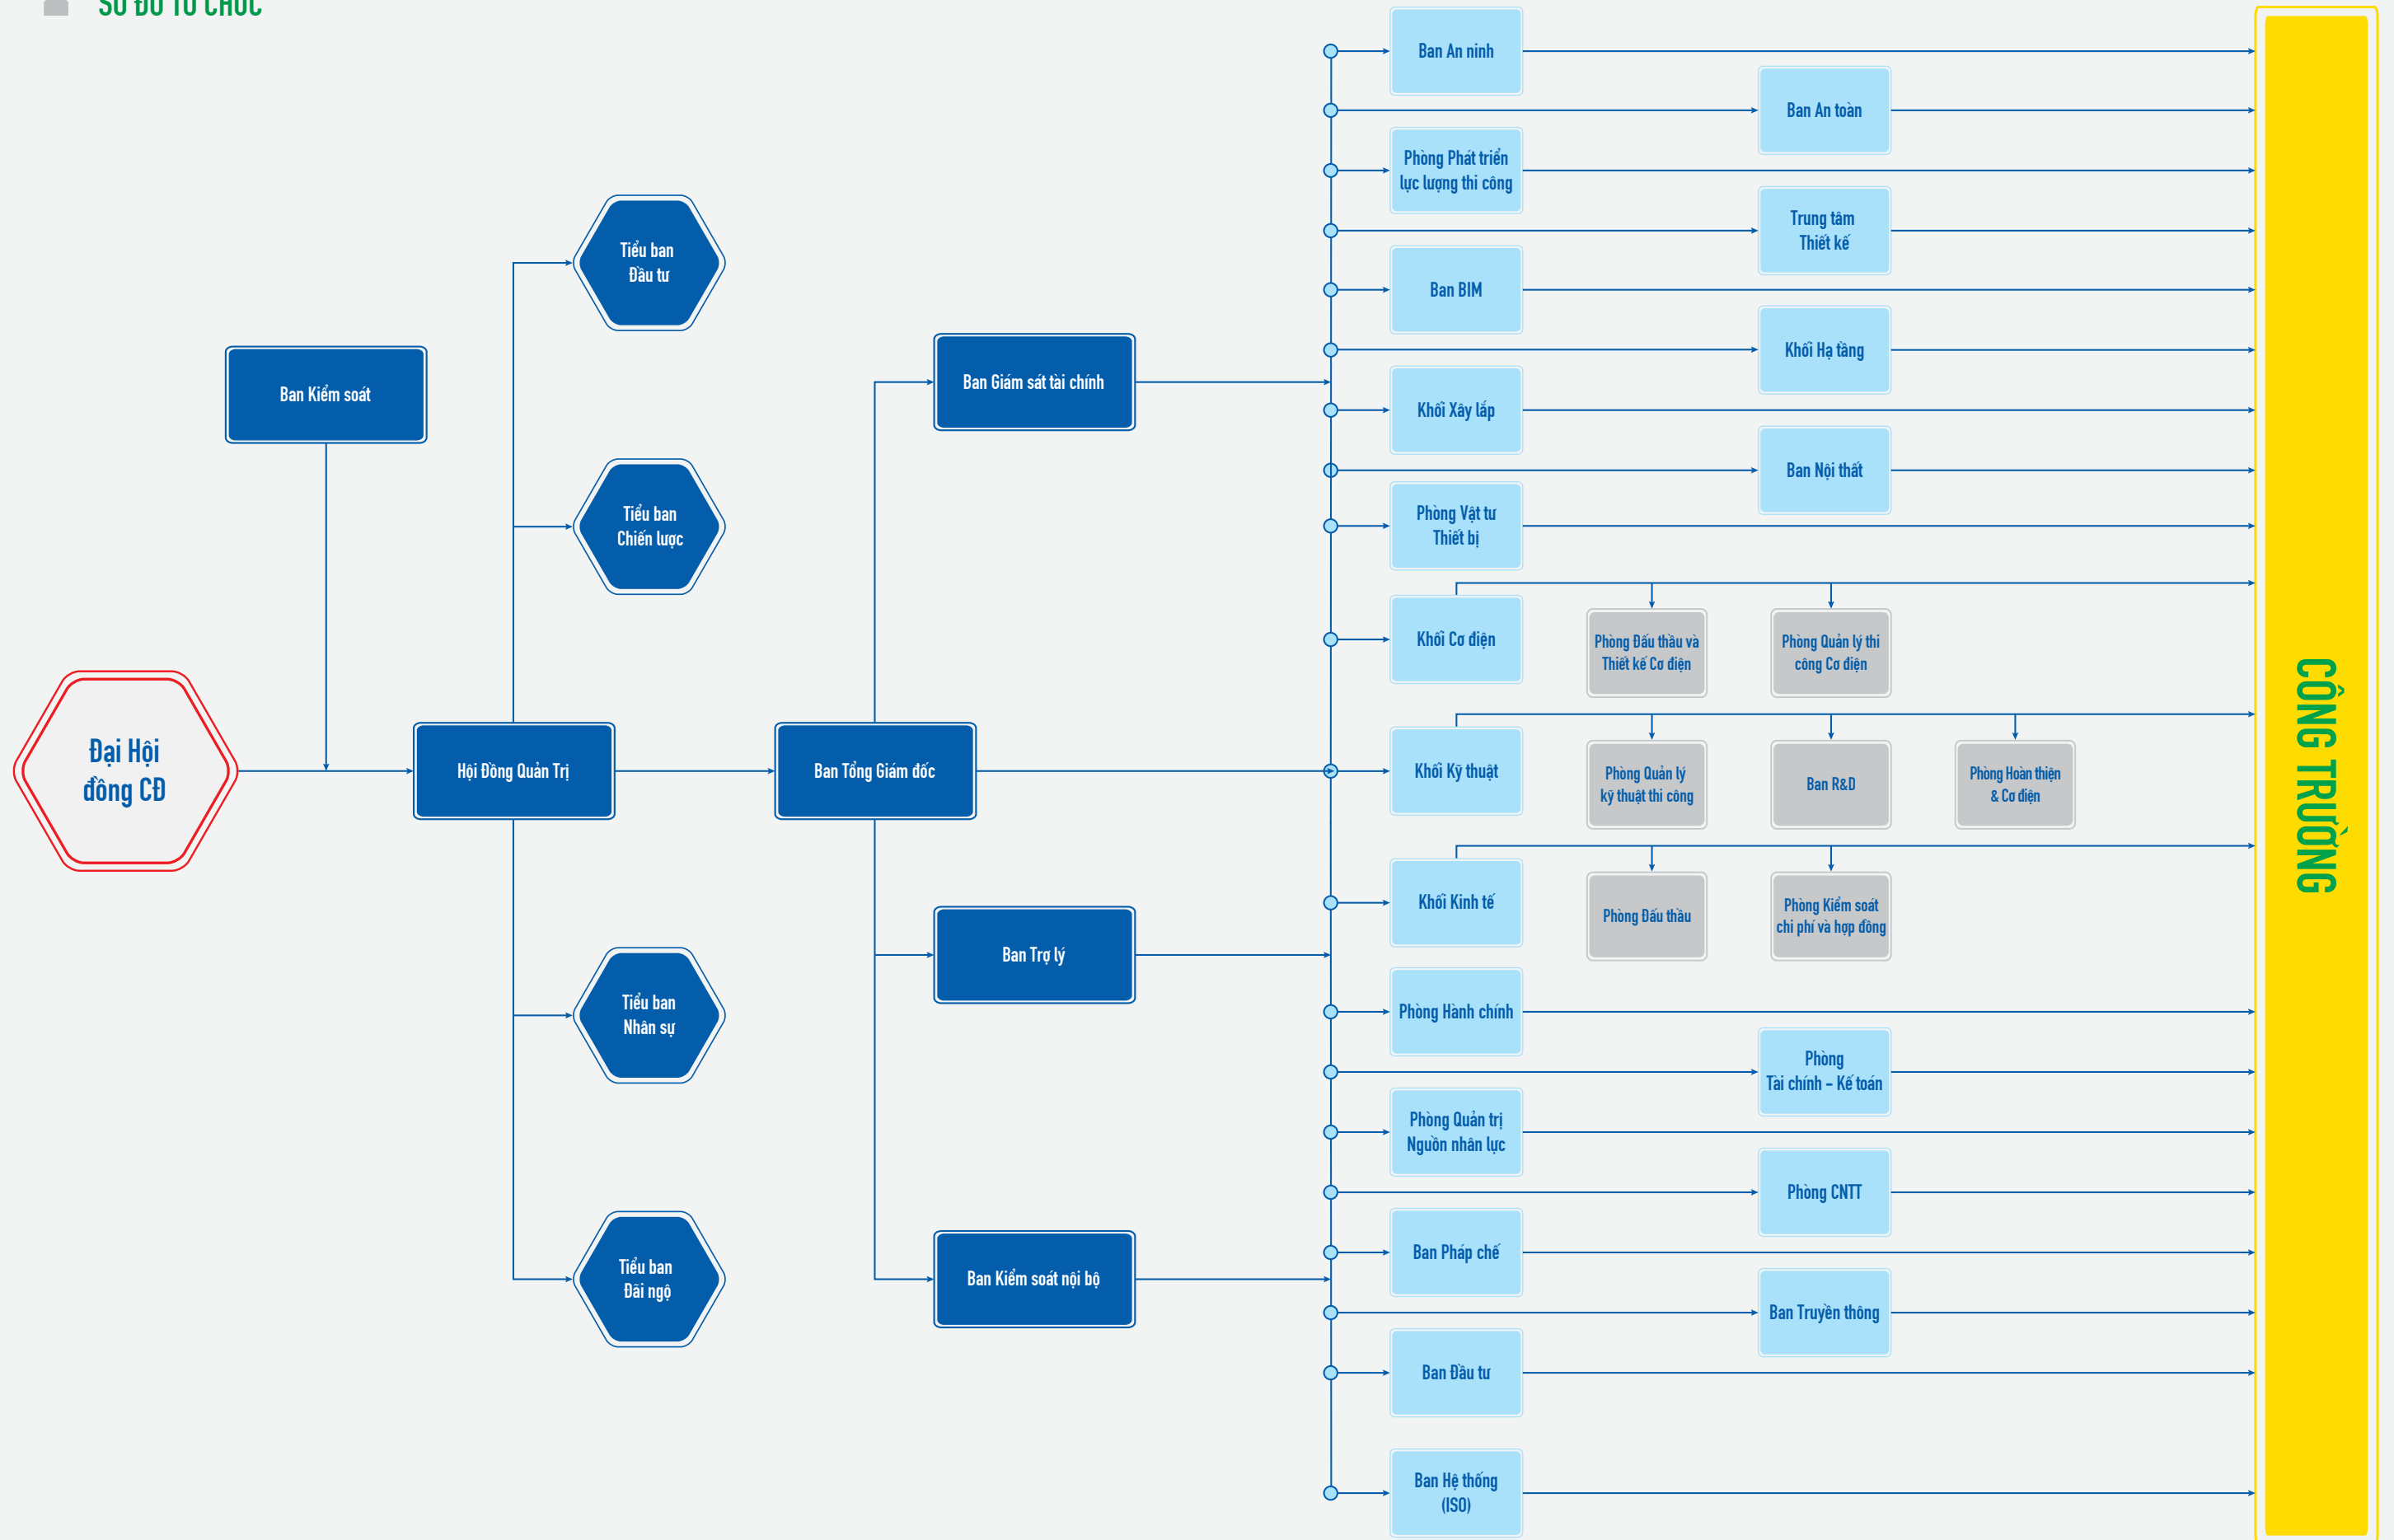 SƠ ĐỒ TỔ CHỨC
Ban An ninh
Ban An toàn
Phòng Phát triển
lực lượng thi công
Trung tâm
Thiết kế
Ban BIM
Khối Hạ tầng
Khối Xây lắp
Ban Nội thất
Phòng Vật tư
Thiết bị
Khối Cơ điện
Phòng Đấu thầu và
Thiết kế Cơ điện
Phòng Quản lý thi
công Cơ điện
Khối Kỹ thuật
Phòng Quản lý
kỹ thuật thi công
Ban R&D
Phòng Hoàn thiện
& Cơ điện
Khối Kinh tế
Phòng Đấu thầu
Phòng Kiểm soát
chi phí và hợp đồng
Phòng Hành chính
Phòng
Tài chính - Kế toán
Phòng Quản trị
Nguồn nhân lực
Phòng CNTT
Ban Pháp chế
Ban Truyền thông
Ban Đầu tư
Ban Hệ thống
(ISO)
Tiểu ban
Đầu tư
Tiểu ban
Chiến lược
Tiểu ban
Nhân sự
Tiểu ban
Đãi ngộ
Ban Kiểm soát
Đại Hội
đồng CĐ
Hội Đồng Quản Trị
Ban Tổng Giám đốc
Ban Giám sát tài chính
Ban Trợ lý
Ban Kiểm soát nội bộ
CÔNG TRƯỜNG